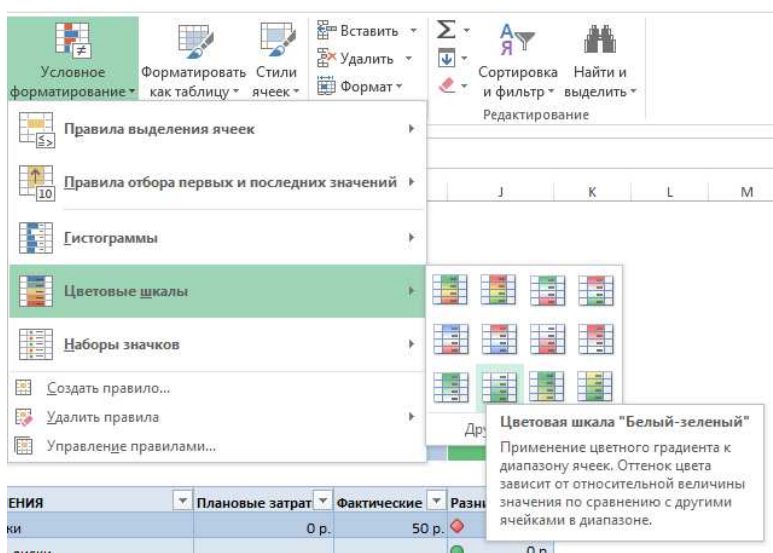 Условное форматирование
Форматировать как таблицу
Стили ячеек
Вставить
Удалить
Формат
Σ
А
Я
Сортировка и фильтр
Найти и выделить
Редактирование
Правила выделения ячеек
10
Правила отбора первых и последних значений
J K L M
Гистограммы
Цветовые шкалы
Наборы значков
Создать правило...
Удалить правила
Управление правилами...
Цветовая шкала "Белый-зеленый"
Применение цветного градиента к
диапазону ячеек. Оттенок цвета
зависит от относительной величины
значения по сравнению с другими
ячейками в диапазоне.
Плановые затрат Фактические
0 р. 50 р.
0 р.